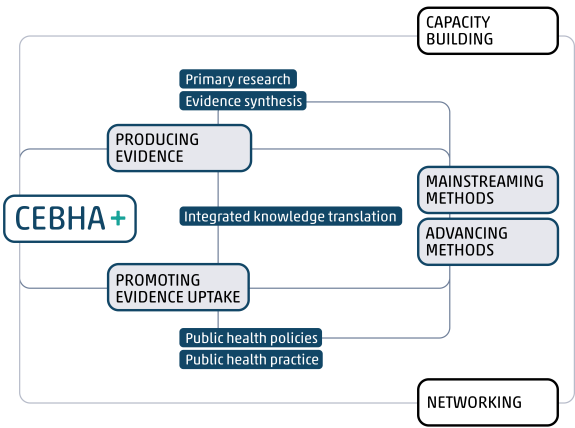 CAPACITY
BUILDING
Primary research
Evidence synthesis
PRODUCING
EVIDENCE
MAINSTREAMING
METHODS
CEBHA+
Integrated knowledge translation
ADVANCING
METHODS
PROMOTING
EVIDENCE UPTAKE
Public health policies
Public health practice
NETWORKING